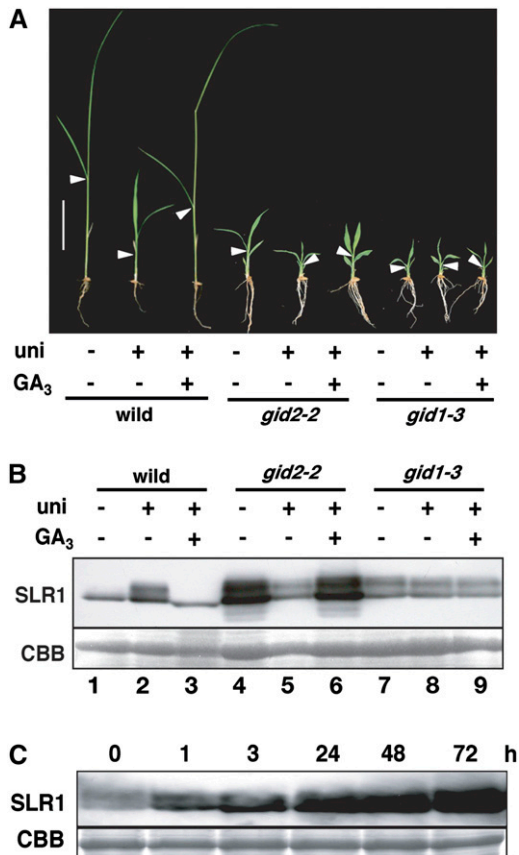 A
uni - + + - + + - + +
GA3 - - + - - + - - +
wild gid2-2 gid1-3
B
wild gid2-2 gid1-3
uni - + + - + + - + +
GA3 - - + - - + - - +
SLR1
CBB
1 2 3 4 5 6 7 8 9
C 0 1 3 24 48 72 h
SLR1
CBB